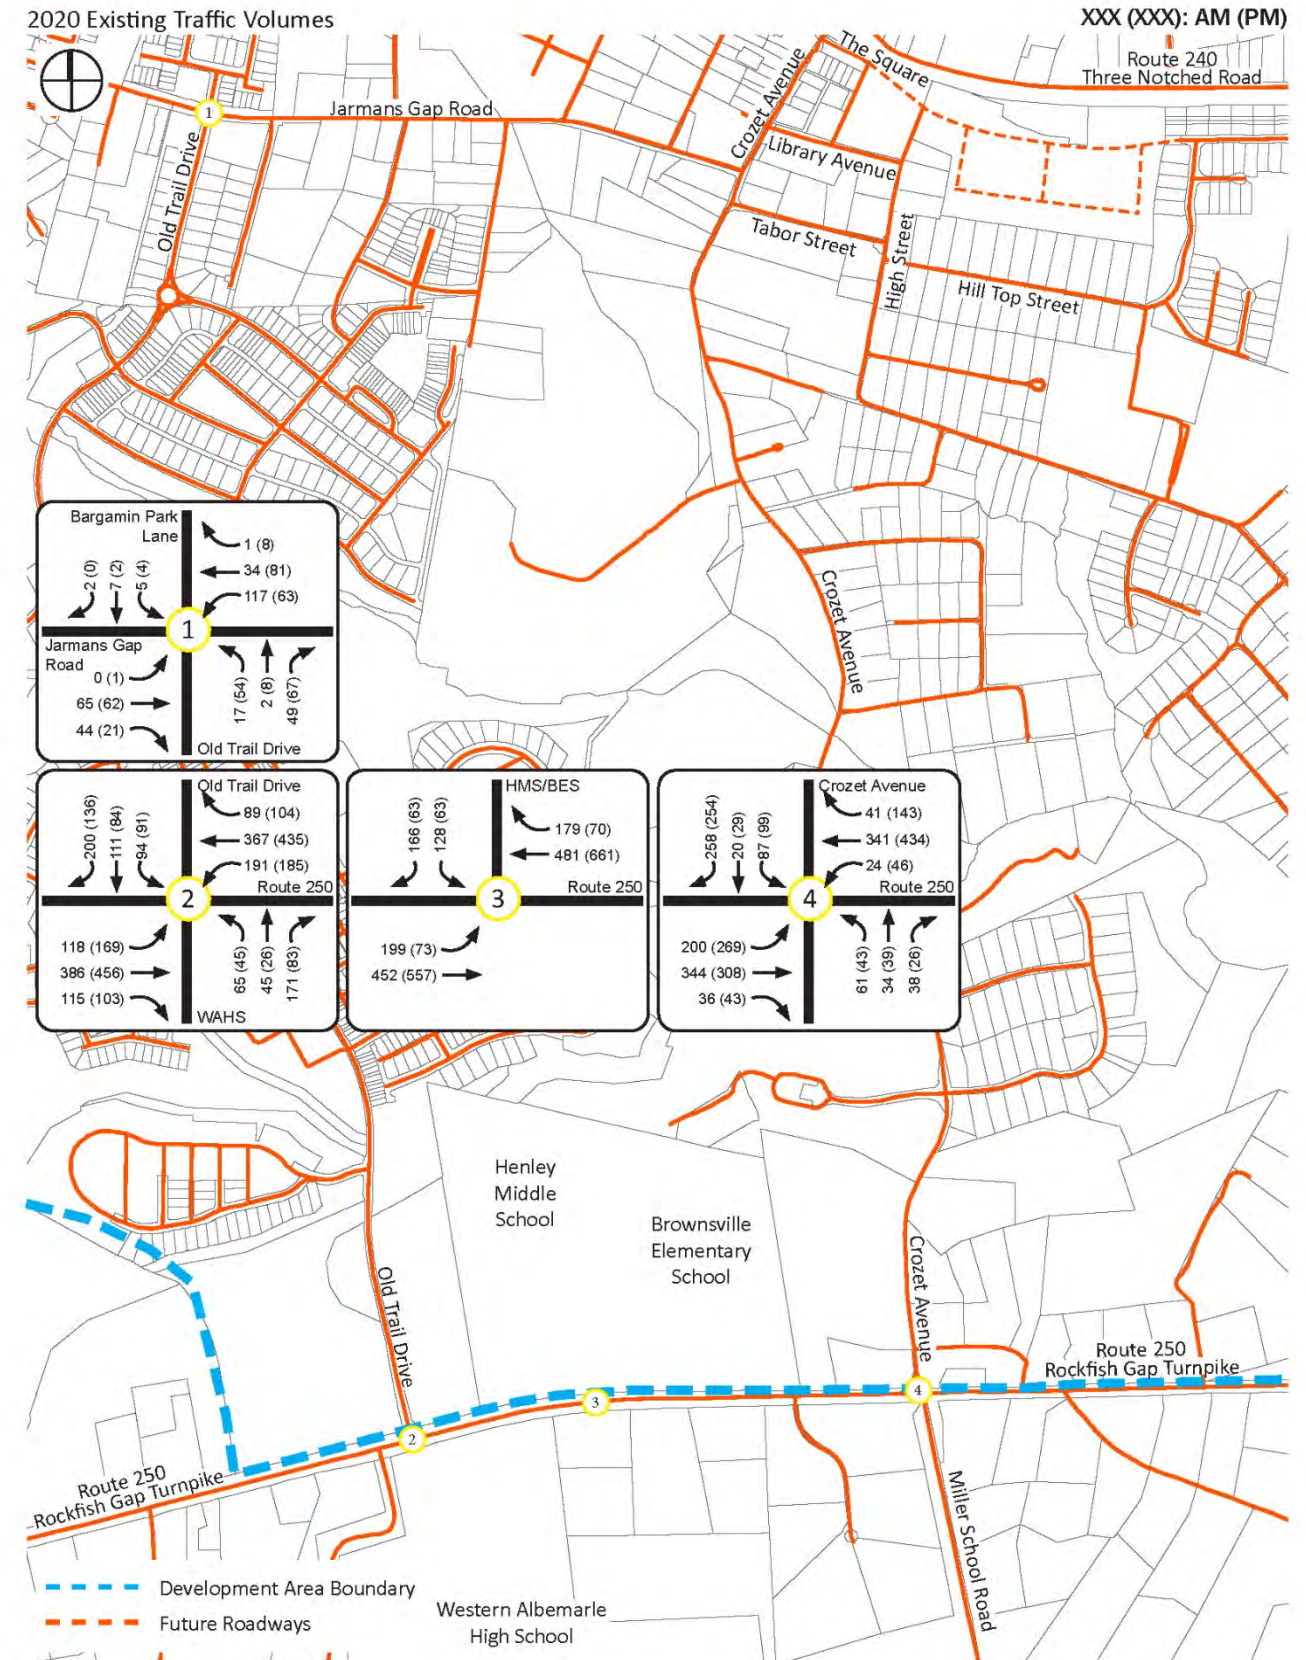 2020 Existing Traffic Volumes
XXX (XXX): AM (PM)
The Square
Route 240
Three Notched Road
1
Jarmans Gap Road
Crozet Avenue
Library Avenue
Old Trail Drive
Tabor Street
High Street
Hill Top Street
Bargamin Park
Lane
1 (8)
34 (81)
117 (63)
2 (0)
7 (2)
5 (4)
1
Jarmans Gap
Road
0 (1)
65 (62)
44 (21)
17 (54)
2 (8)
49 (67)
Old Trail Drive
Crozet Avenue
Old Trail Drive
89 (104)
367 (435)
191 (185)
200 (136)
111 (84)
94 (91)
Route 250
2
118 (169)
386 (456)
115 (103)
65 (45)
45 (26)
171 (83)
WAHS
HMS/BES
179 (70)
481 (661)
166 (63)
128 (63)
Route 250
3
199 (73)
452 (557)
Crozet Avenue
41 (143)
341 (434)
24 (46)
258 (254)
20 (29)
87 (99)
Route 250
4
200 (269)
344 (308)
36 (43)
61 (43)
34 (39)
38 (26)
Henley
Middle
School
Brownsville
Elementary
School
Old Trail Drive
Crozet Avenue
Route 250
Rockfish Gap Turnpike
4
3
2
Route 250
Rockfish Gap Turnpike
Miller School Road
Development Area Boundary
Future Roadways
Western Albemarle
High School